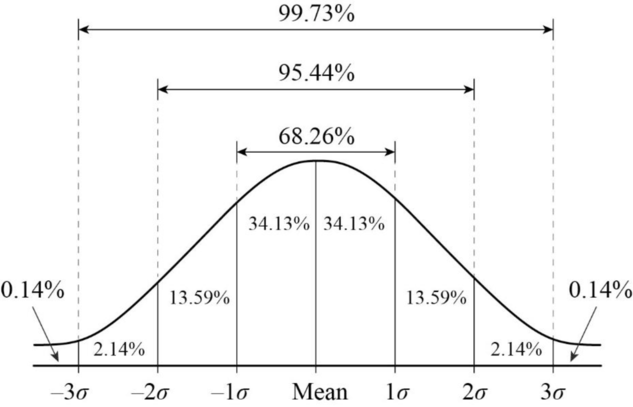 99.73%
95.44%
68.26%
34.13% 34.13%
0.14% 13.59% 13.59% 0.14%
2.14% 2.14%
–3σ –2σ –1σ Mean 1σ 2σ 3σ